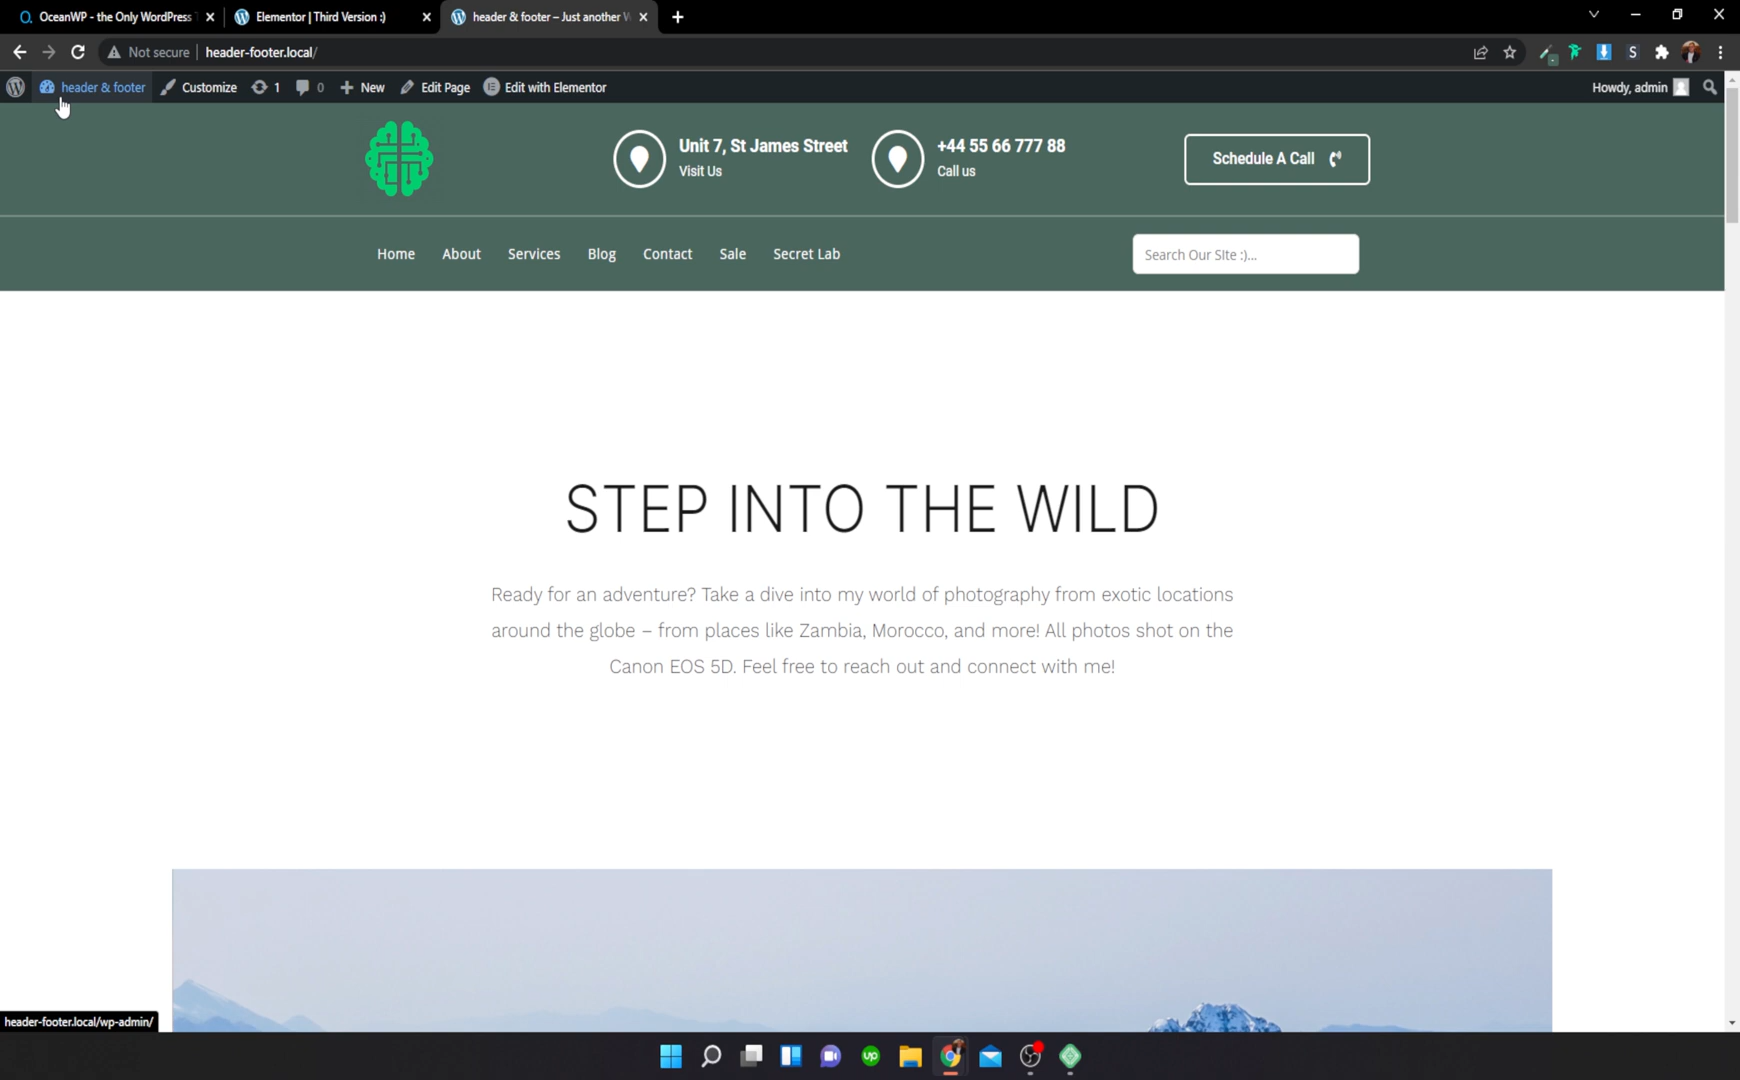 OceanWP - the Only WordPress
Elementor | Third Version :)
header & footer – Just another
Not secure
header-footer.local/
header & footer
Customize
1
0
New
Edit Page
Edit with Elementor
Howdy, admin
Unit 7, St James Street
Visit Us
+44 55 66 777 88
Call us
Schedule A Call
Home
About
Services
Blog
Contact
Sale
Secret Lab
Search Our SIte :)...
STEP INTO THE WILD
Ready for an adventure? Take a dive into my world of photography from exotic locations
around the globe – from places like Zambia, Morocco, and more! All photos shot on the
Canon EOS 5D. Feel free to reach out and connect with me!
header-footer.local/wp-admin/
up